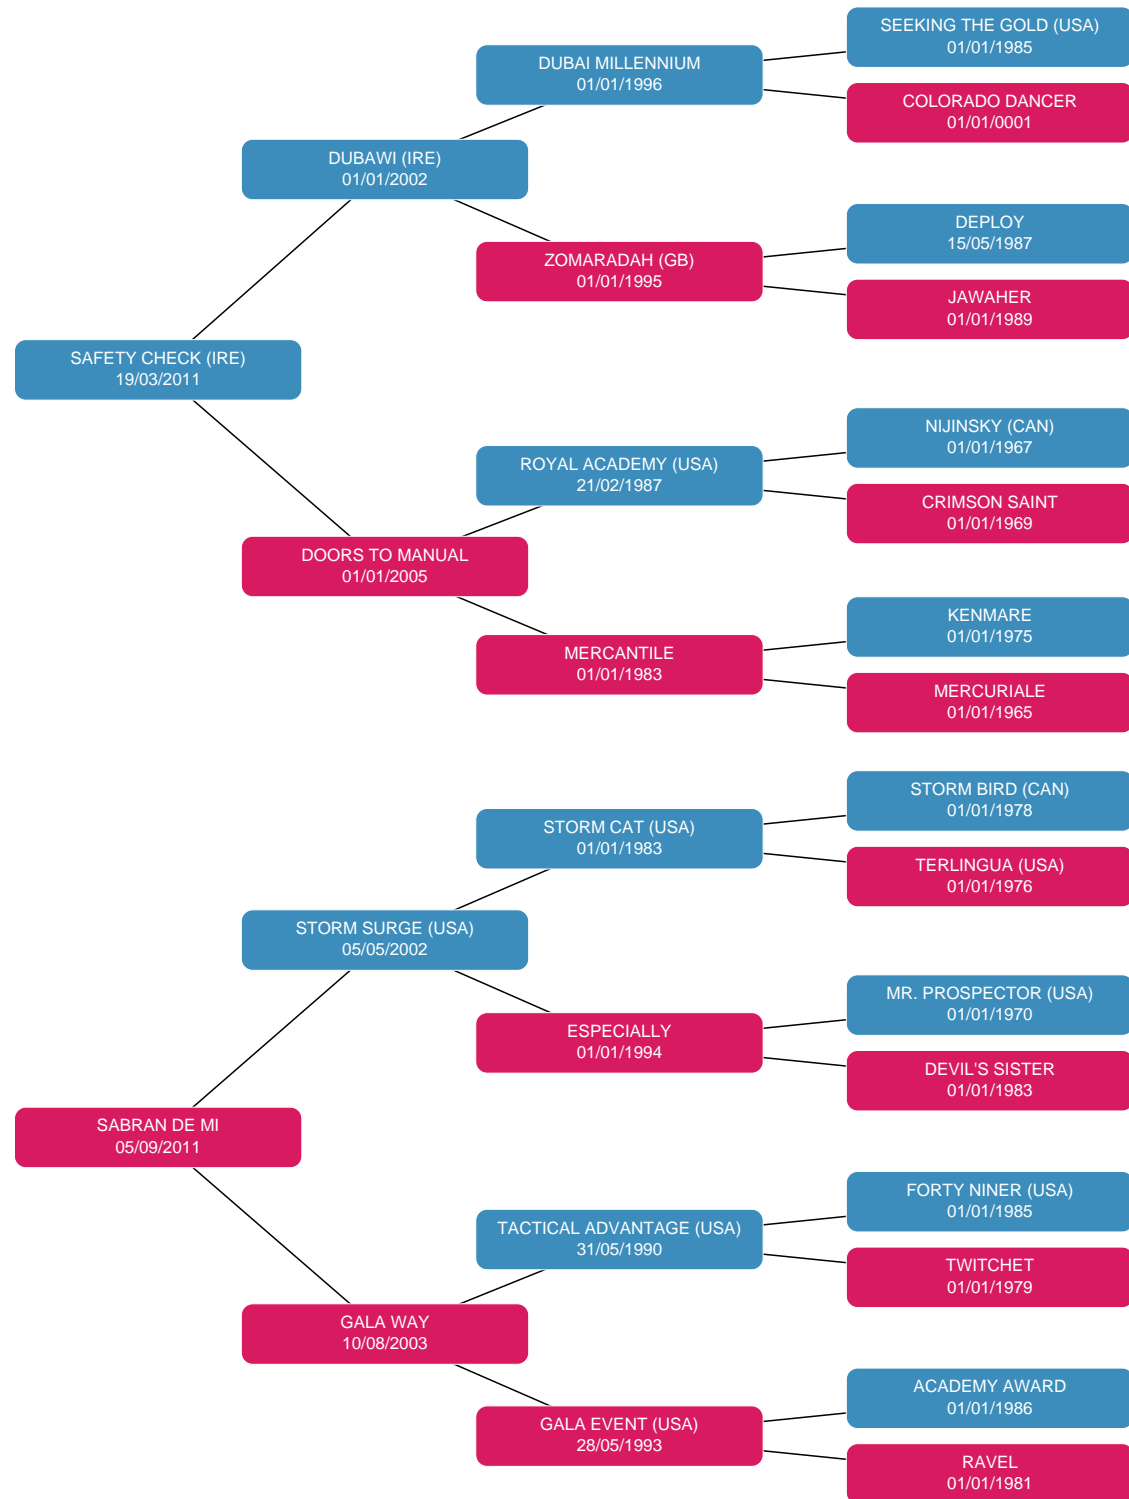 SEEKING THE GOLD (USA)
01/01/1985
DUBAI MILLENNIUM
01/01/1996
COLORADO DANCER
01/01/0001
DUBAWI (IRE)
01/01/2002
DEPLOY
15/05/1987
ZOMARADAH (GB)
01/01/1995
JAWAHER
01/01/1989
SAFETY CHECK (IRE)
19/03/2011
NIJINSKY (CAN)
01/01/1967
ROYAL ACADEMY (USA)
21/02/1987
CRIMSON SAINT
01/01/1969
DOORS TO MANUAL
01/01/2005
KENMARE
01/01/1975
MERCANTILE
01/01/1983
MERCURIALE
01/01/1965
STORM BIRD (CAN)
01/01/1978
STORM CAT (USA)
01/01/1983
TERLINGUA (USA)
01/01/1976
STORM SURGE (USA)
05/05/2002
MR. PROSPECTOR (USA)
01/01/1970
ESPECIALLY
01/01/1994
DEVIL'S SISTER
01/01/1983
SABRAN DE MI
05/09/2011
FORTY NINER (USA)
01/01/1985
TACTICAL ADVANTAGE (USA)
31/05/1990
TWITCHET
01/01/1979
GALA WAY
10/08/2003
ACADEMY AWARD
01/01/1986
GALA EVENT (USA)
28/05/1993
RAVEL
01/01/1981